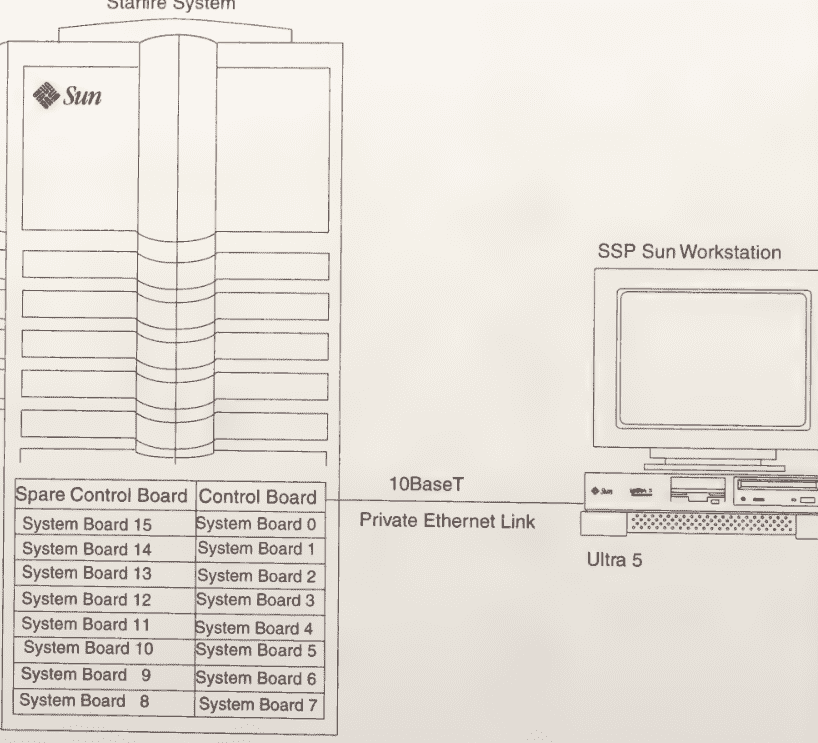 Starfire System
Sun
SSP Sun Workstation
10BaseT
Private Ethernet Link
Sun
Ultra 5
Spare Control Board Control Board
System Board 15 System Board 0
System Board 14 System Board 1
System Board 13 System Board 2
System Board 12 System Board 3
System Board 11 System Board 4
System Board 10 System Board 5
System Board 9 System Board 6
System Board 8 System Board 7